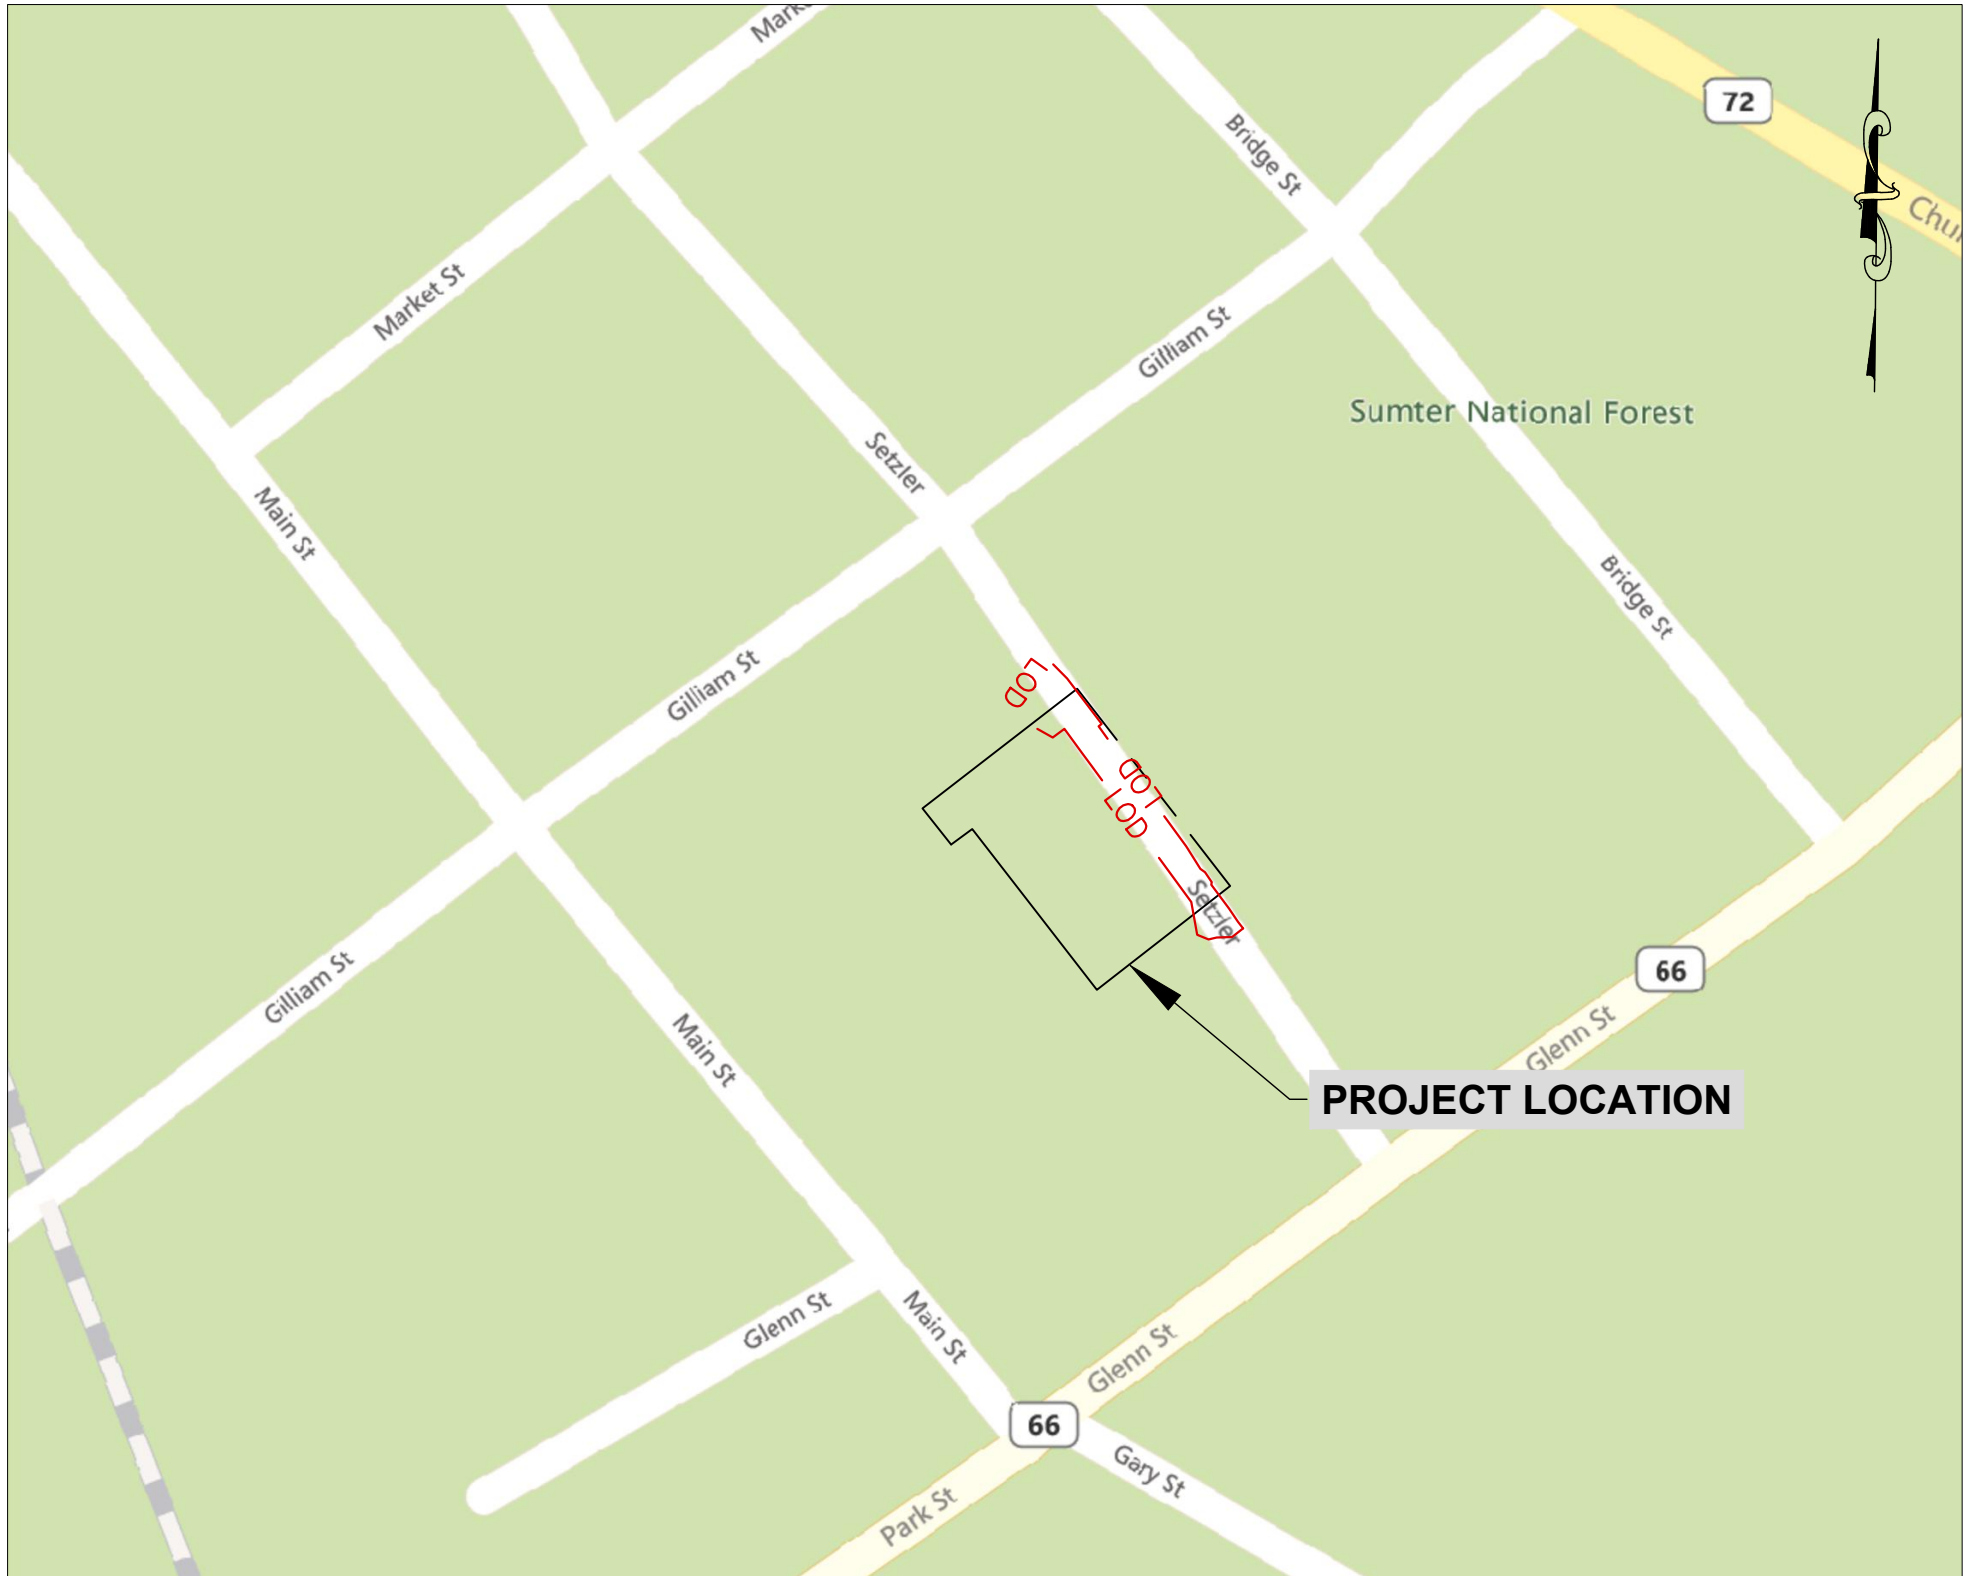 Mark
72
Bridge St
Chu
Market St
Gilliam St
Sumter National Forest
Setzler
Main St
Bridge St
Gilliam St
LOD
LOD
LOD
Setzler
66
Gilliam St
Glenn St
Main St
PROJECT LOCATION
Glenn St
Main St
Glenn St
66
Gary St
Park St